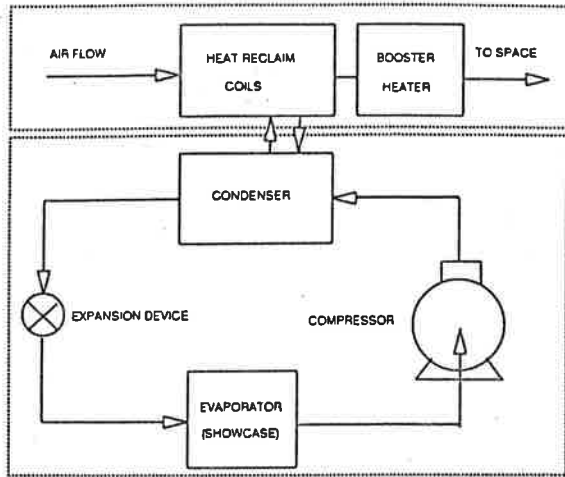 AIR FLOW
HEAT RECLAIM
COILS
BOOSTER
HEATER
TO SPACE
CONDENSER
EXPANSION DEVICE
COMPRESSOR
EVAPORATOR
(SHOWCASE)